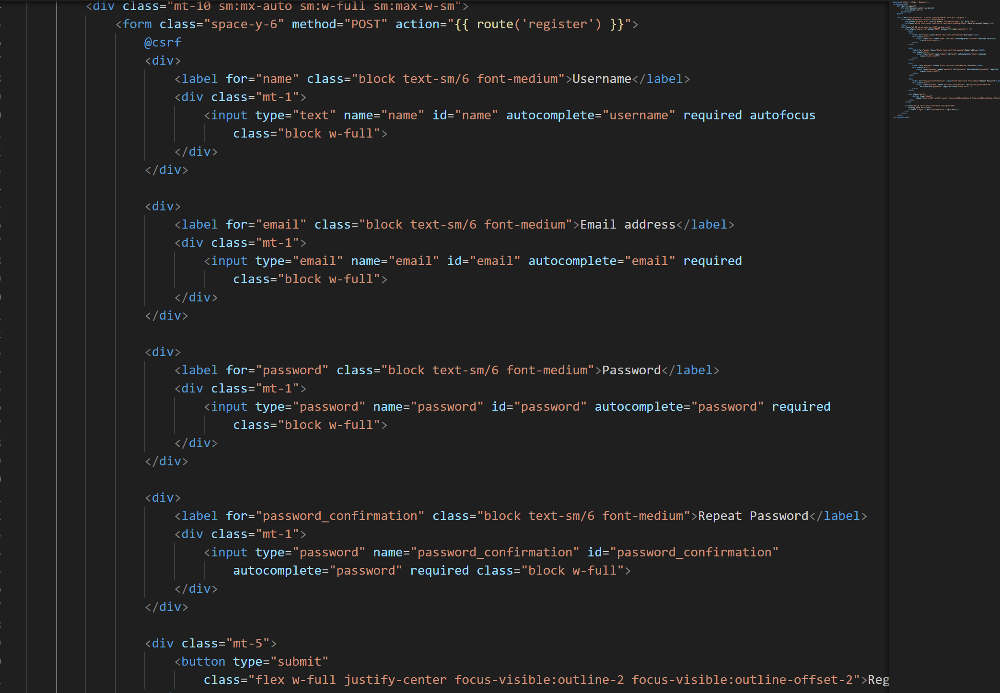 <div class="mt-10 sm:mx-auto sm:w-full sm:max-w-sm">
<form class="space-y-6" method="POST" action="{{ route('register') }}">
@csrf
<div>
<label for="name" class="block text-sm/6 font-medium">Username</label>
<div class="mt-1">
<input type="text" name="name" id="name" autocomplete="username" required autofocus
class="block w-full">
</div>
</div>
<div>
<label for="email" class="block text-sm/6 font-medium">Email address</label>
<div class="mt-1">
<input type="email" name="email" id="email" autocomplete="email" required
class="block w-full">
</div>
</div>
<div>
<label for="password" class="block text-sm/6 font-medium">Password</label>
<div class="mt-1">
<input type="password" name="password" id="password" autocomplete="password" required
class="block w-full">
</div>
</div>
<div>
<label for="password_confirmation" class="block text-sm/6 font-medium">Repeat Password</label>
<div class="mt-1">
<input type="password" name="password_confirmation" id="password_confirmation"
autocomplete="password" required class="block w-full">
</div>
</div>
<div class="mt-5">
<button type="submit"
class="flex w-full justify-center focus-visible:outline-2 focus-visible:outline-offset-2">Reg